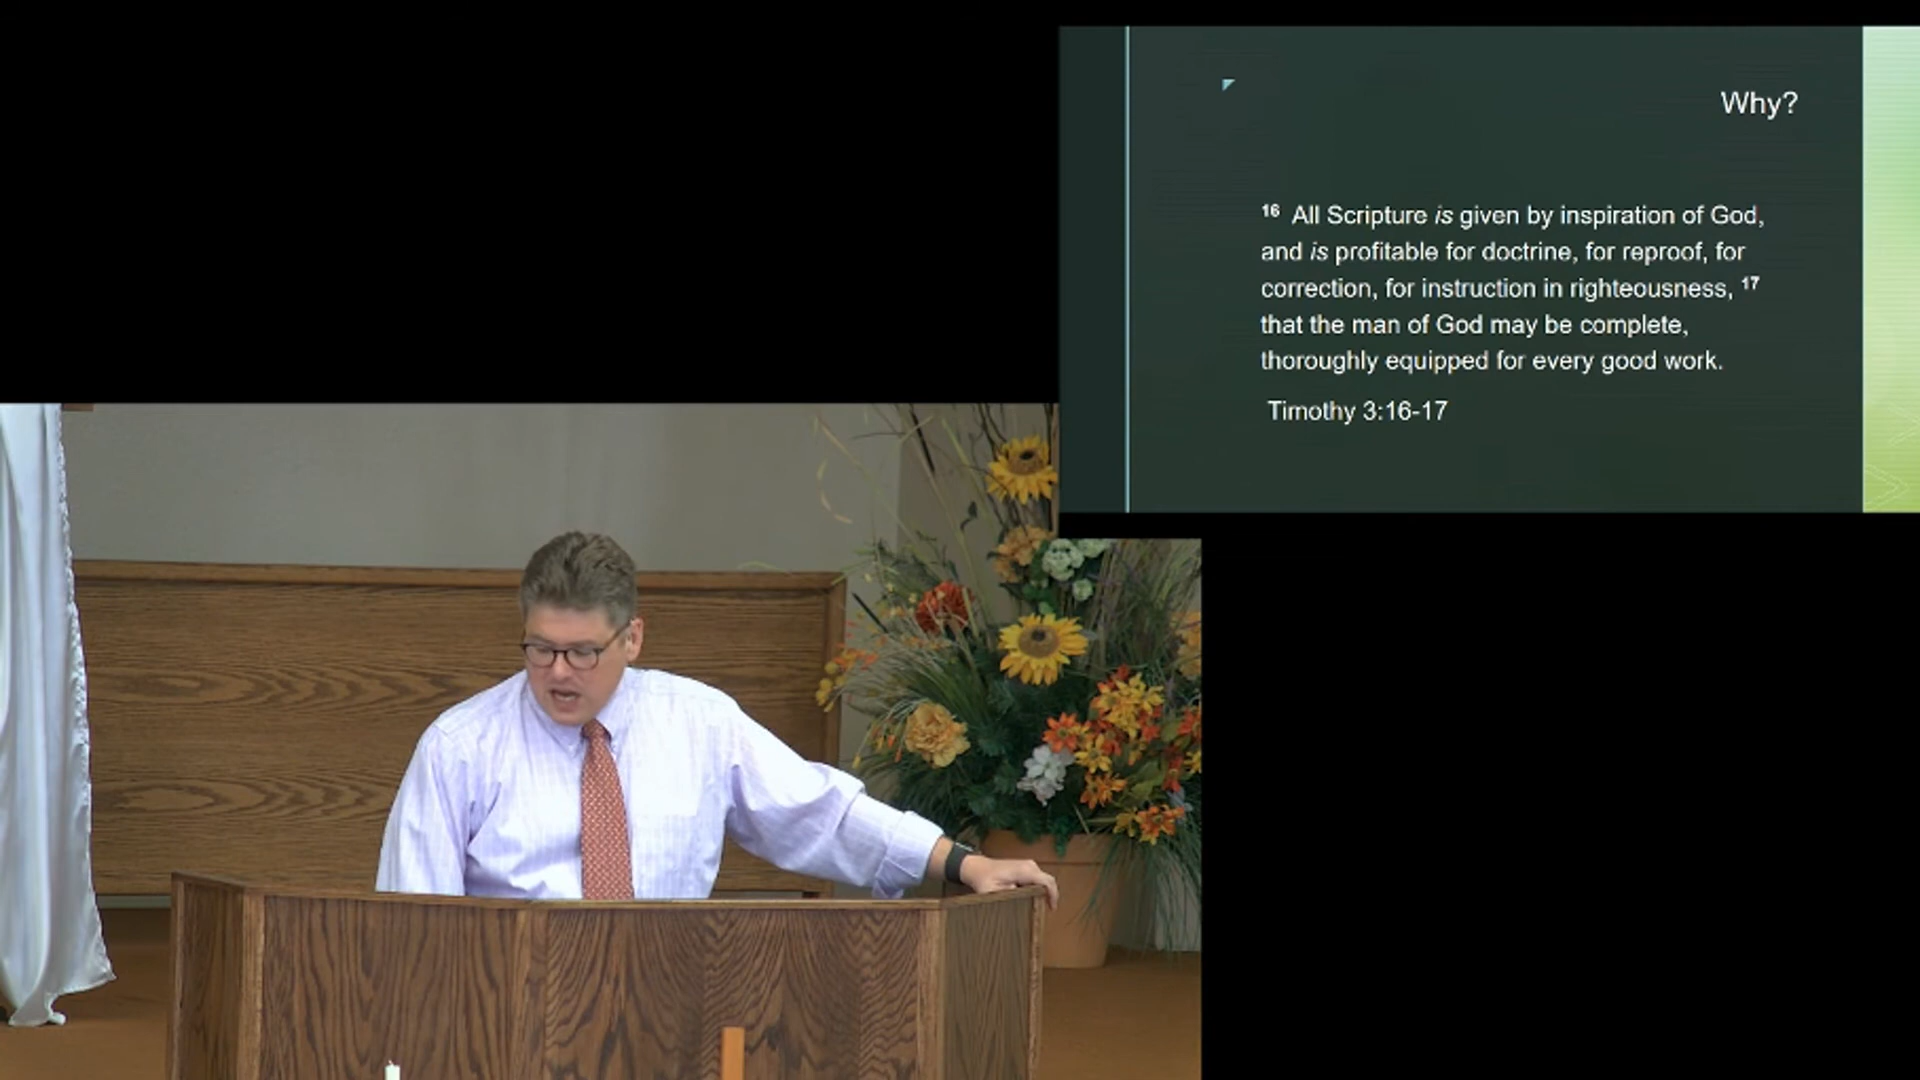 Why?
16 All Scripture is given by inspiration of God,
and is profitable for doctrine, for reproof, for
correction, for instruction in righteousness, 17
that the man of God may be complete,
thoroughly equipped for every good work.
Timothy 3:16-17